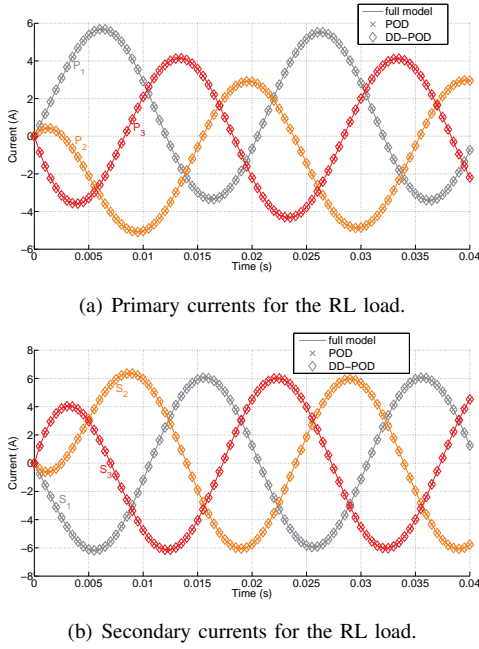 full model
POD
DD-POD
P1
P2
P3
Current (A)
6
4
2
0
-2
-4
-6
0 0.005 0.01 0.015 0.02 0.025 0.03 0.035 0.04
Time (s)
(a) Primary currents for the RL load.
full model
POD
DD-POD
S2
S3
S1
Current (A)
8
6
4
2
0
-2
-4
-6
-8
0 0.005 0.01 0.015 0.02 0.025 0.03 0.035 0.04
Time (s)
(b) Secondary currents for the RL load.